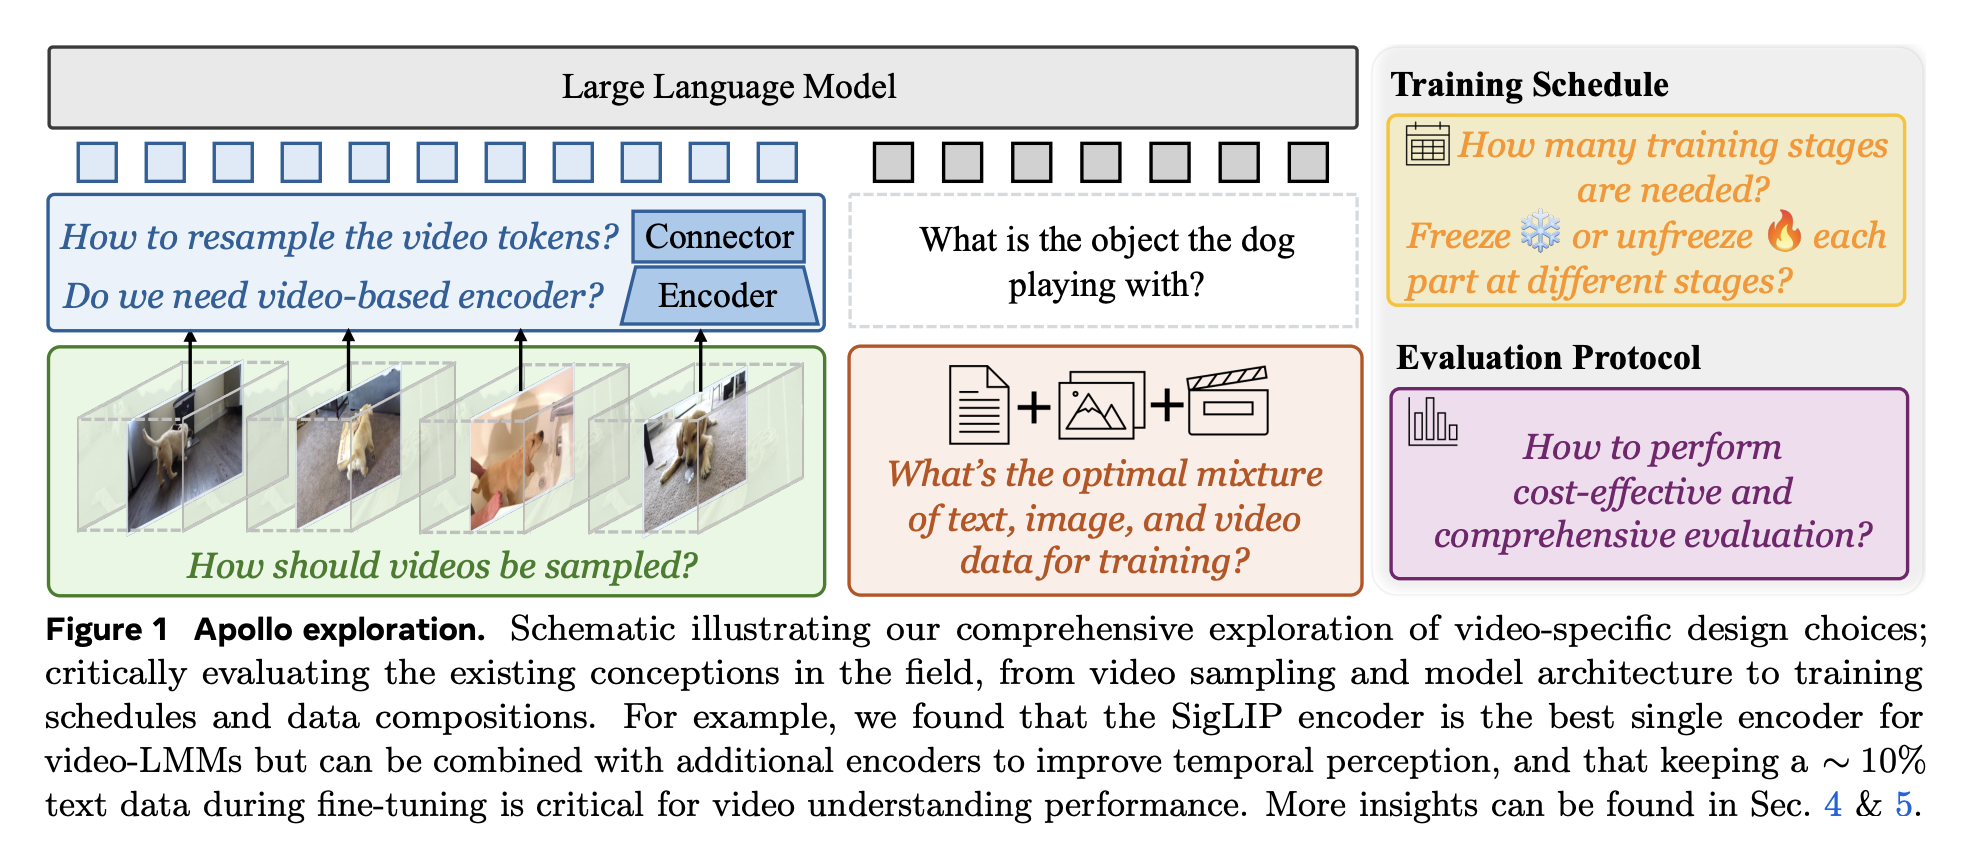 Large Language Model
How to resample the video tokens?
Connector
Do we need video-based encoder?
Encoder
How should videos be sampled?
What is the object the dog
playing with?
What's the optimal mixture
of text, image, and video
data for training?
Training Schedule
How many training stages
are needed?
Freeze ❄️ or unfreeze 🔥 each
part at different stages?
Evaluation Protocol
How to perform
cost-effective and
comprehensive evaluation?
Figure 1 Apollo exploration. Schematic illustrating our comprehensive exploration of video-specific design choices;
critically evaluating the existing conceptions in the field, from video sampling and model architecture to training
schedules and data compositions. For example, we found that the SigLIP encoder is the best single encoder for
video-LMMs but can be combined with additional encoders to improve temporal perception, and that keeping a ∼ 10%
text data during fine-tuning is critical for video understanding performance. More insights can be found in Sec. 4 & 5.